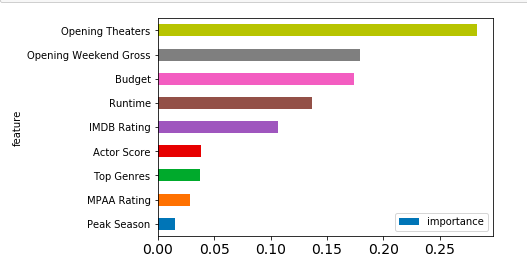 Opening Theaters
Opening Weekend Gross
Budget
Runtime
IMDB Rating
Actor Score
Top Genres
MPAA Rating
Peak Season
feature
importance
0.00 0.05 0.10 0.15 0.20 0.25